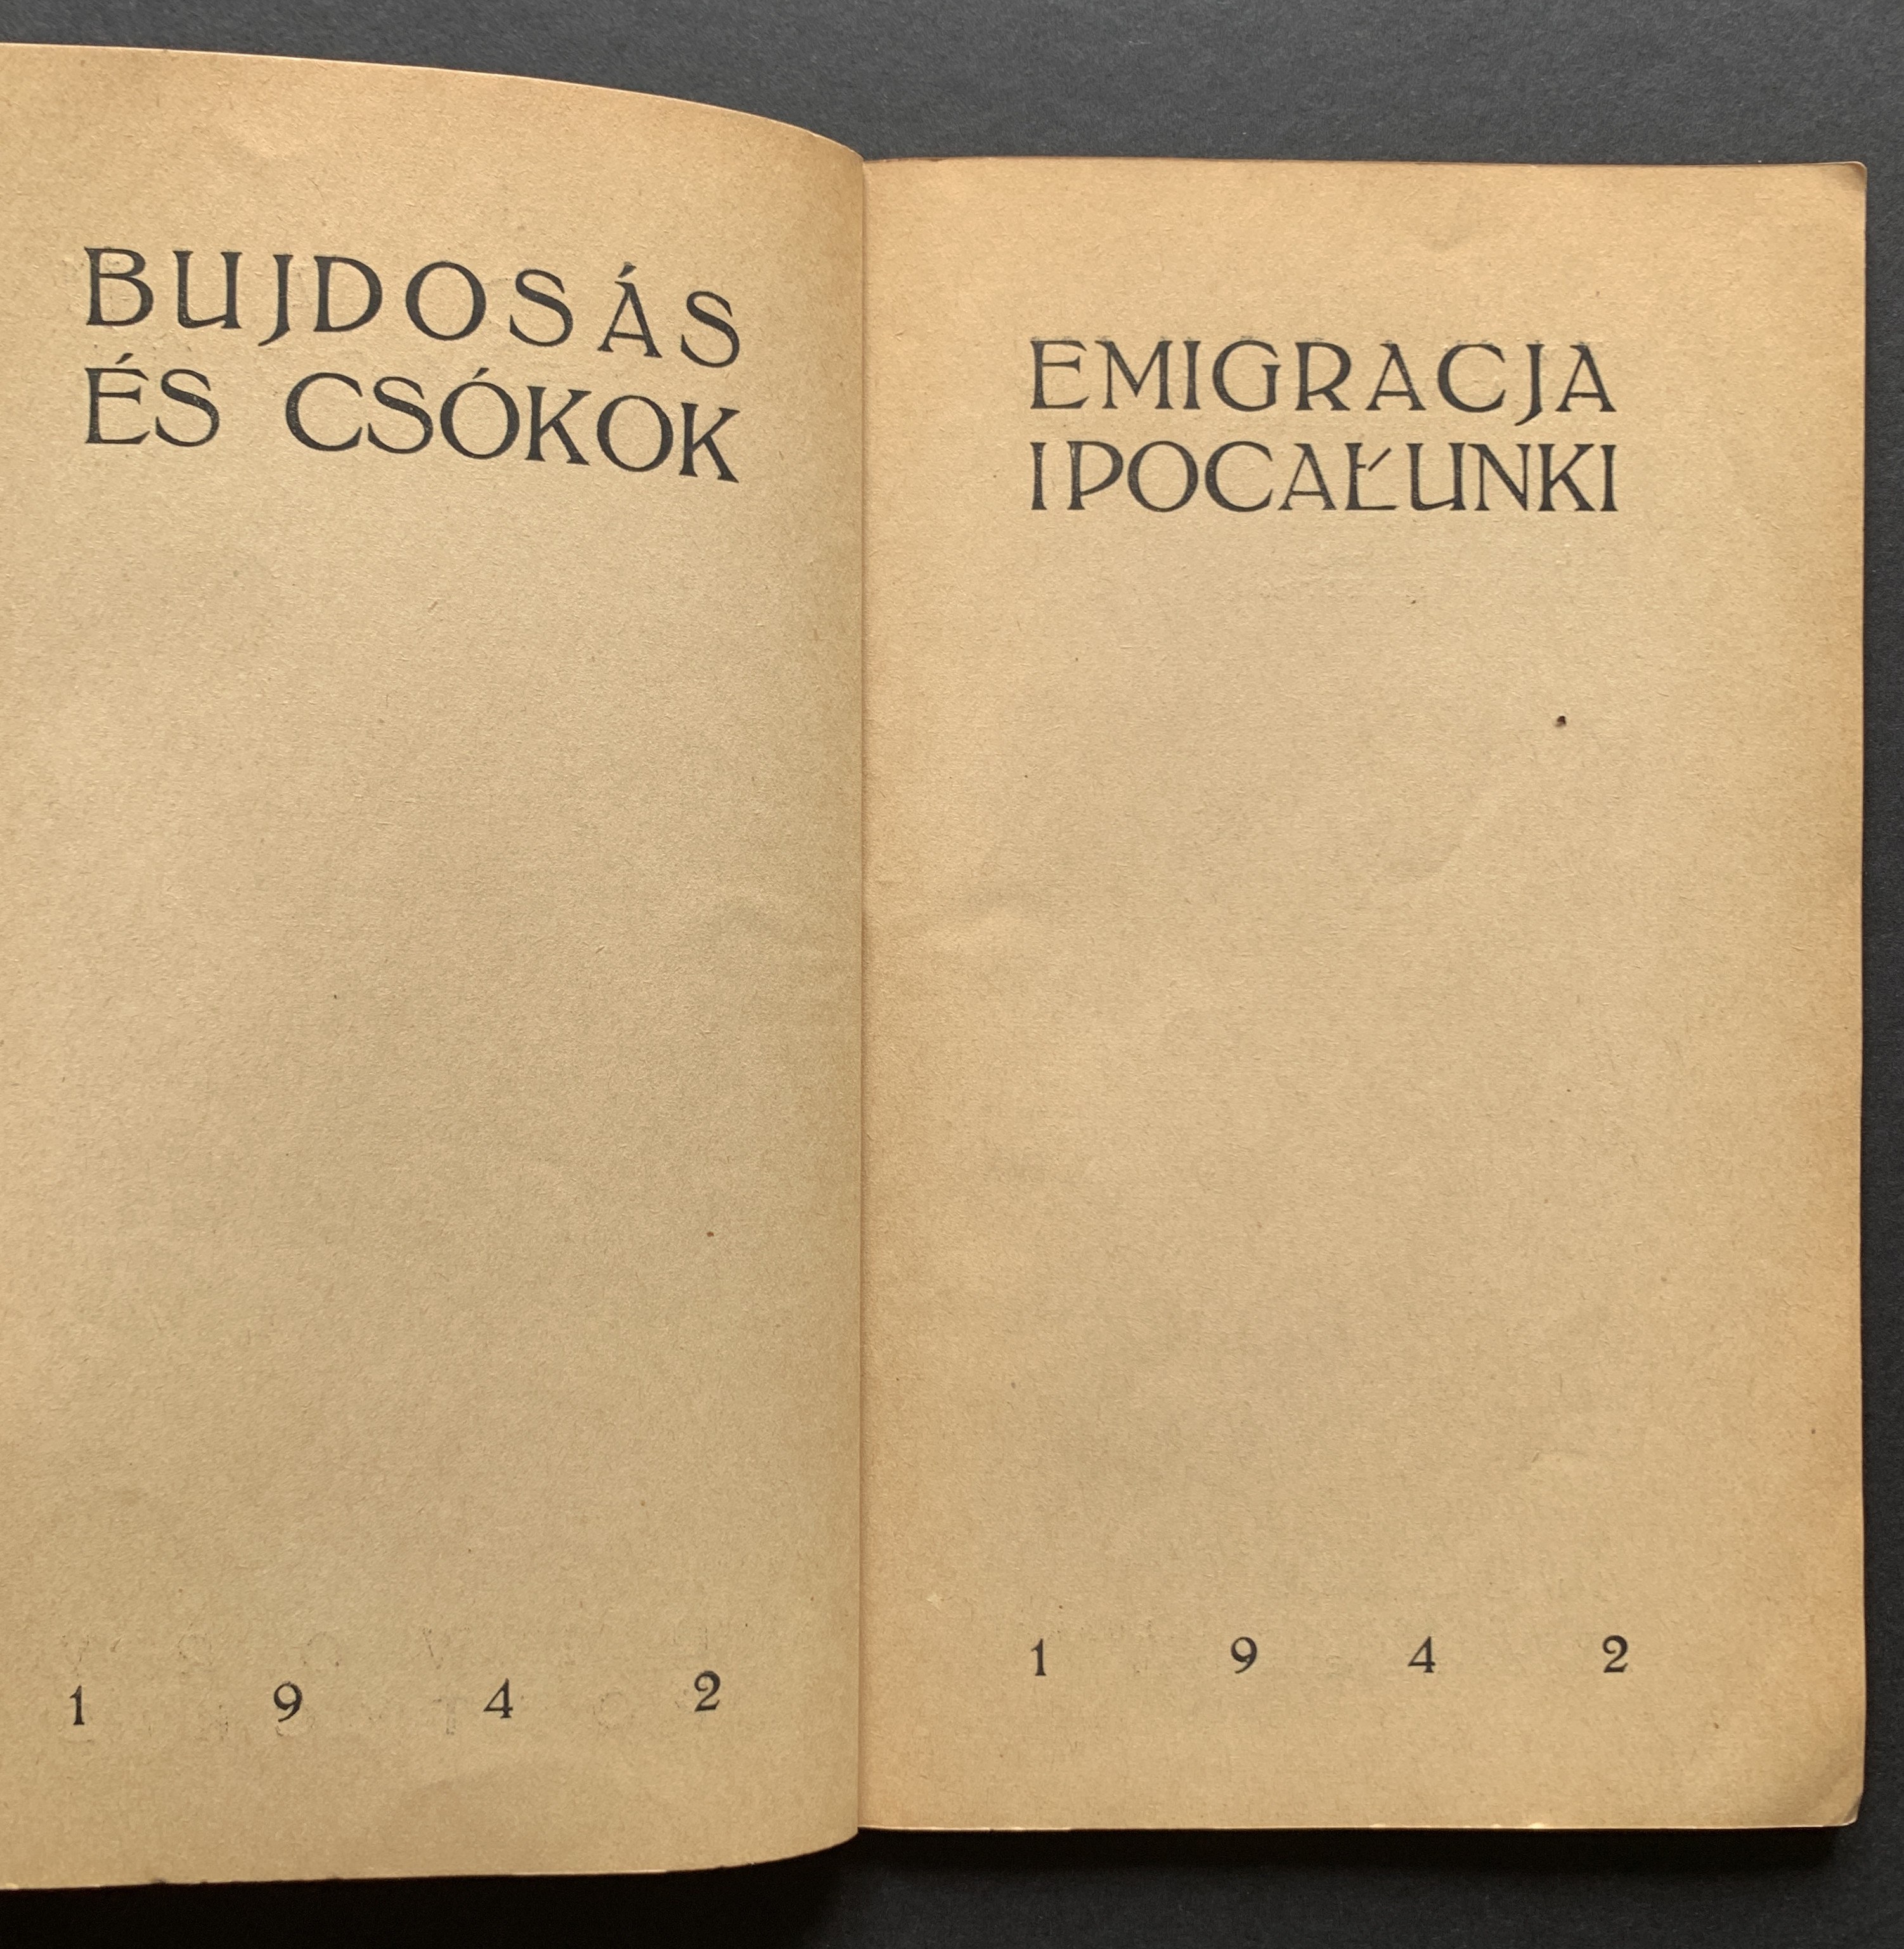 BUJDOSÁS
ÉS CSÓKOK
1 9 4 2
EMIGRACJA
I POCAŁUNKI
1 9 4 2